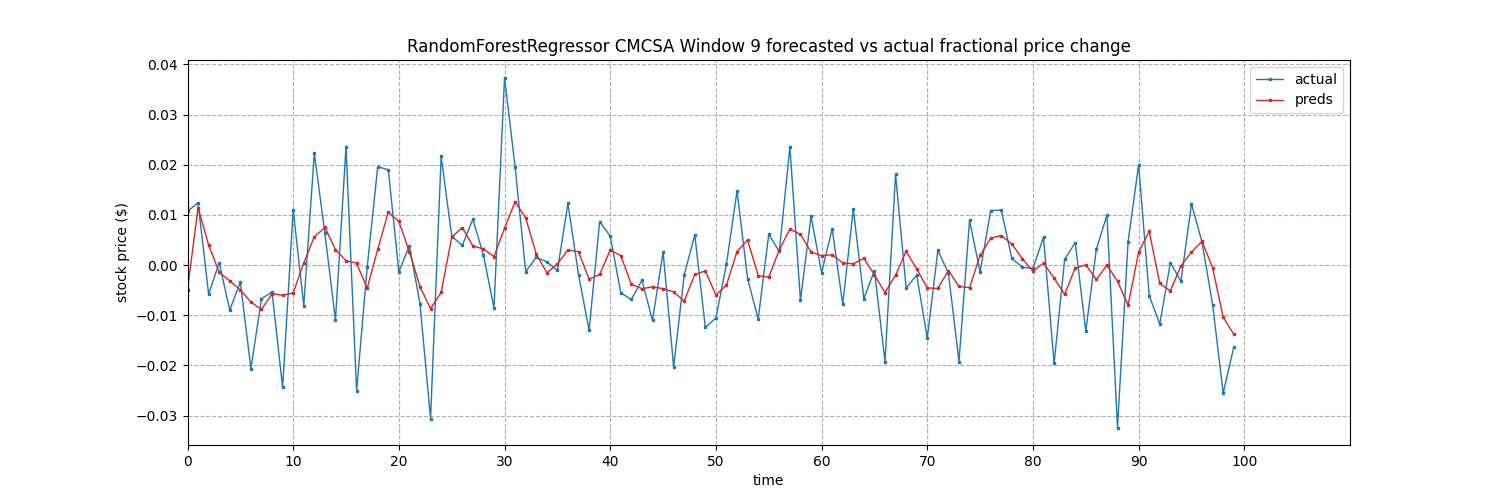 RandomForestRegressor CMCSA Window 9 forecasted vs actual fractional price change
0.04
0.03
0.02
0.01
0.00
−0.01
−0.02
−0.03
stock price ($)
actual
preds
0 10 20 30 40 50 60 70 80 90 100
time